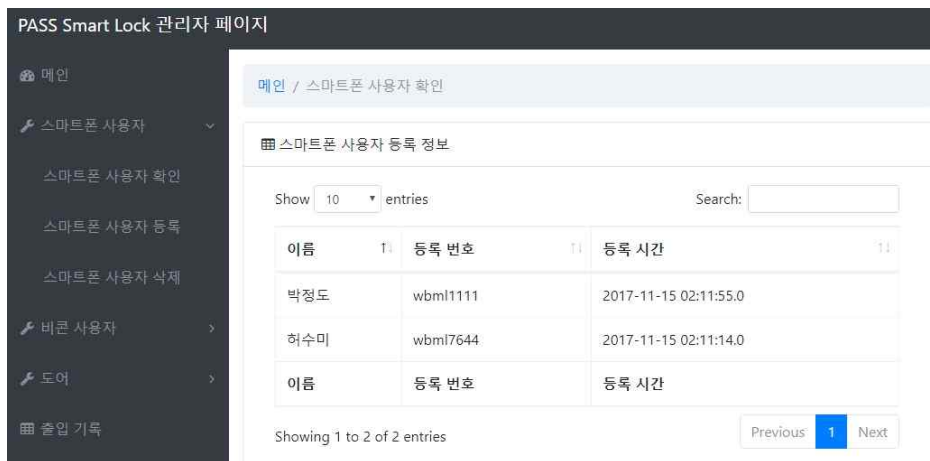 PASS Smart Lock 관리자 페이지
메인
스마트폰 사용자
스마트폰 사용자 확인
스마트폰 사용자 등록
스마트폰 사용자 삭제
비콘 사용자
도어
출입 기록
메인 / 스마트폰 사용자 확인
스마트폰 사용자 등록 정보
Show 10 entries Search:
이름 등록 번호 등록 시간
박정도 wbml1111 2017-11-15 02:11:55.0
허수미 wbml7644 2017-11-15 02:11:14.0
이름 등록 번호 등록 시간
Showing 1 to 2 of 2 entries
Previous 1 Next